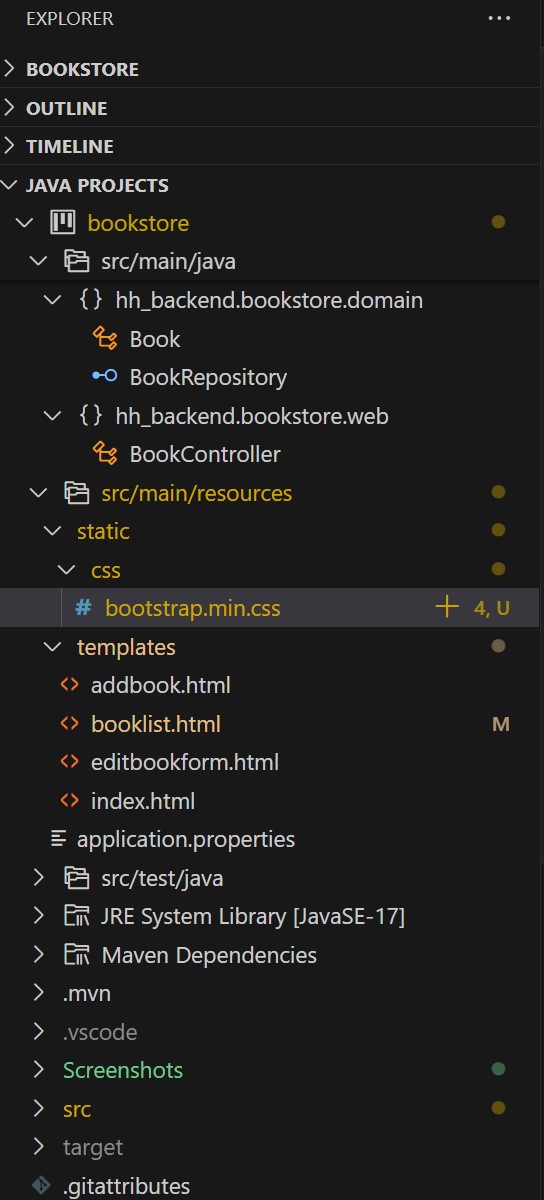 EXPLORER ...
BOOKSTORE
OUTLINE
TIMELINE
JAVA PROJECTS
bookstore
src/main/java
{} hh_backend.bookstore.domain
Book
BookRepository
{} hh_backend.bookstore.web
BookController
src/main/resources
static
css
# bootstrap.min.css + 4, U
templates
<> addbook.html
<> booklist.html M
<> editbookform.html
<> index.html
application.properties
src/test/java
JRE System Library [JavaSE-17]
Maven Dependencies
.mvn
.vscode
Screenshots
src
target
.gitattributes